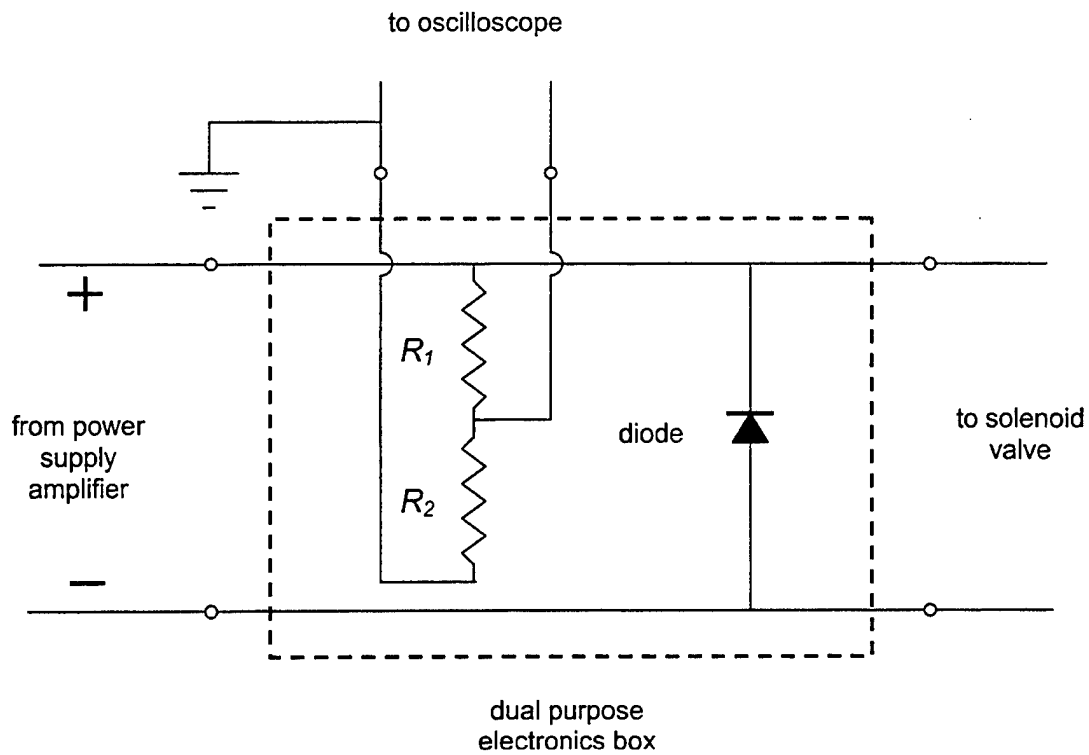 to oscilloscope
+
R1
from power
supply
amplifier
diode
to solenoid
valve
R2
−
dual purpose
electronics box